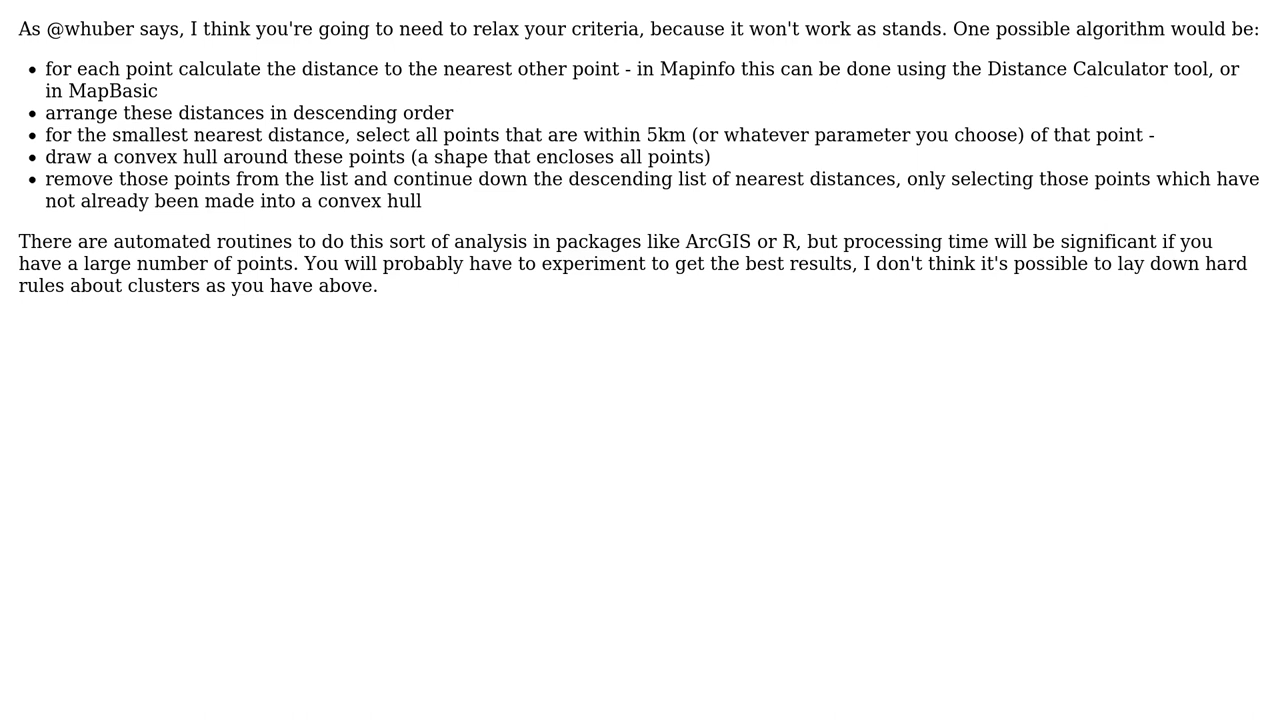 As @whuber says, I think you're going to need to relax your criteria, because it won't work as stands. One possible algorithm would be:
• for each point calculate the distance to the nearest other point - in Mapinfo this can be done using the Distance Calculator tool, or
in MapBasic
• arrange these distances in descending order
• for the smallest nearest distance, select all points that are within 5km (or whatever parameter you choose) of that point -
• draw a convex hull around these points (a shape that encloses all points)
• remove those points from the list and continue down the descending list of nearest distances, only selecting those points which have
not already been made into a convex hull
There are automated routines to do this sort of analysis in packages like ArcGIS or R, but processing time will be significant if you
have a large number of points. You will probably have to experiment to get the best results, I don't think it's possible to lay down hard
rules about clusters as you have above.